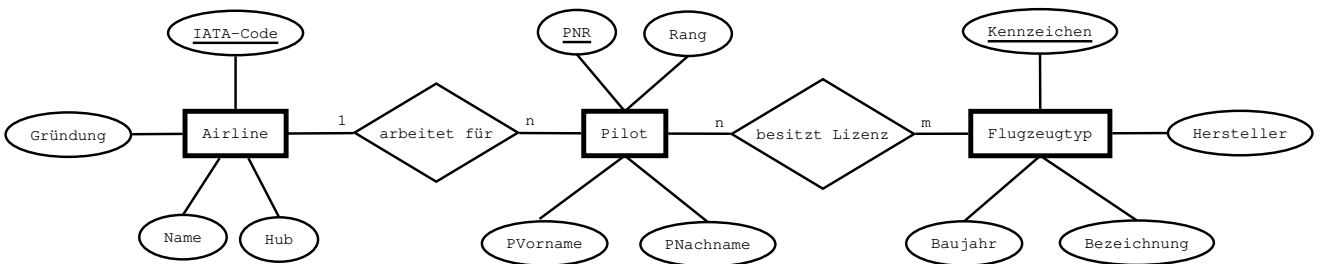 IATA-Code
PNR
Rang
Kennzeichen
Gründung
Airline
1
arbeitet für
n
Pilot
n
besitzt Lizenz
m
Flugzeugtyp
Hersteller
Name
Hub
PVorname
PNachname
Baujahr
Bezeichnung